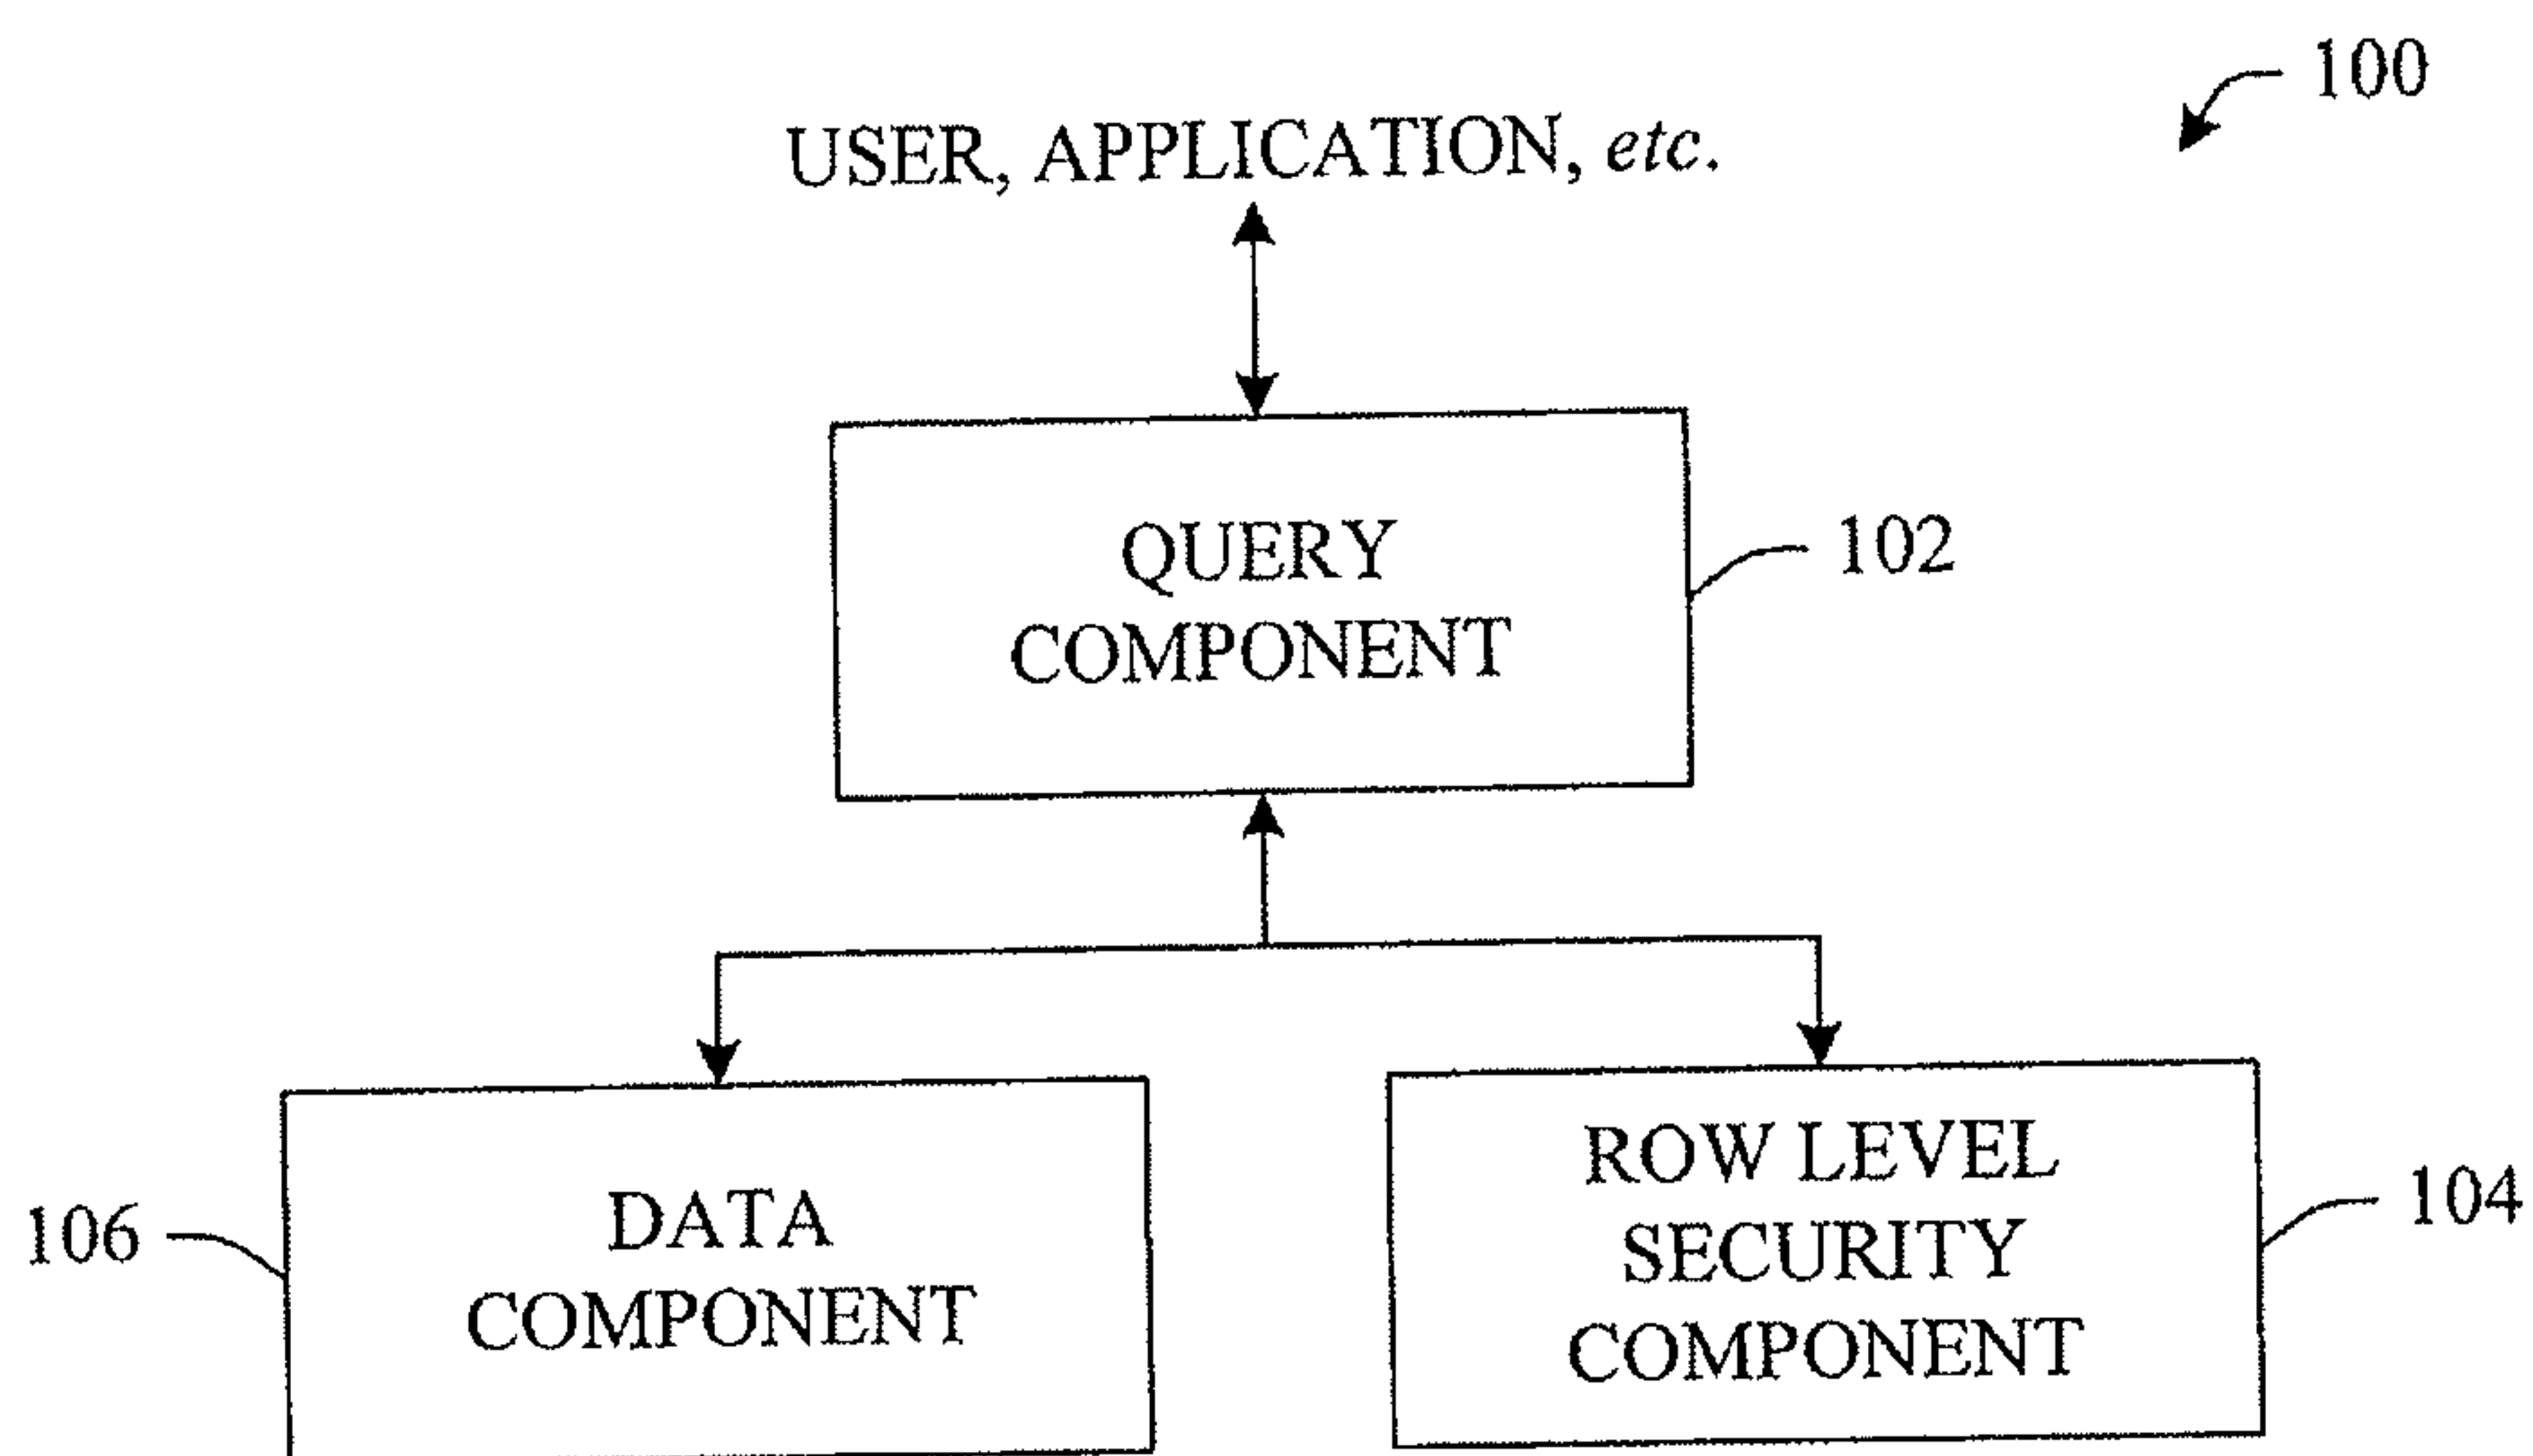 100
USER, APPLICATION, etc.
QUERY
COMPONENT
102
DATA
COMPONENT
106
ROW LEVEL
SECURITY
COMPONENT
104